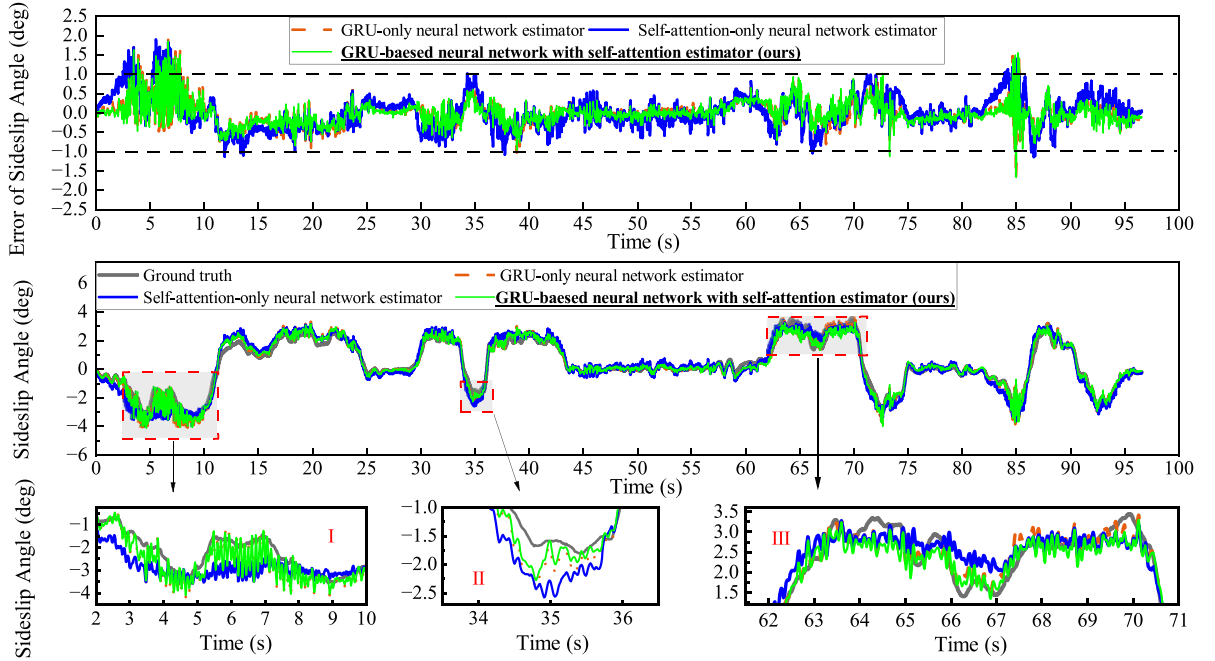 GRU-only neural network estimator Self-attention-only neural network estimator
GRU-baesed neural network with self-attention estimator (ours)
Error of Sideslip Angle (deg)
2.5
2.0
1.5
1.0
0.5
0.0
−0.5
−1.0
−1.5
−2.0
−2.5
0 5 10 15 20 25 30 35 40 45 50 55 60 65 70 75 80 85 90 95 100
Time (s)
Ground truth GRU-only neural network estimator
Self-attention-only neural network estimator GRU-baesed neural network with self-attention estimator (ours)
Sideslip Angle (deg)
6
4
2
0
−2
−4
−6
0 5 10 15 20 25 30 35 40 45 50 55 60 65 70 75 80 85 90 95 100
Time (s)
Sideslip Angle (deg)
−1
−2
−3
−4
I
2 3 4 5 6 7 8 9 10
Time (s)
−1.0
−1.5
−2.0
−2.5
II
34 35 36
Time (s)
3.5
3.0
2.5
2.0
1.5
III
62 63 64 65 66 67 68 69 70 71
Time (s)